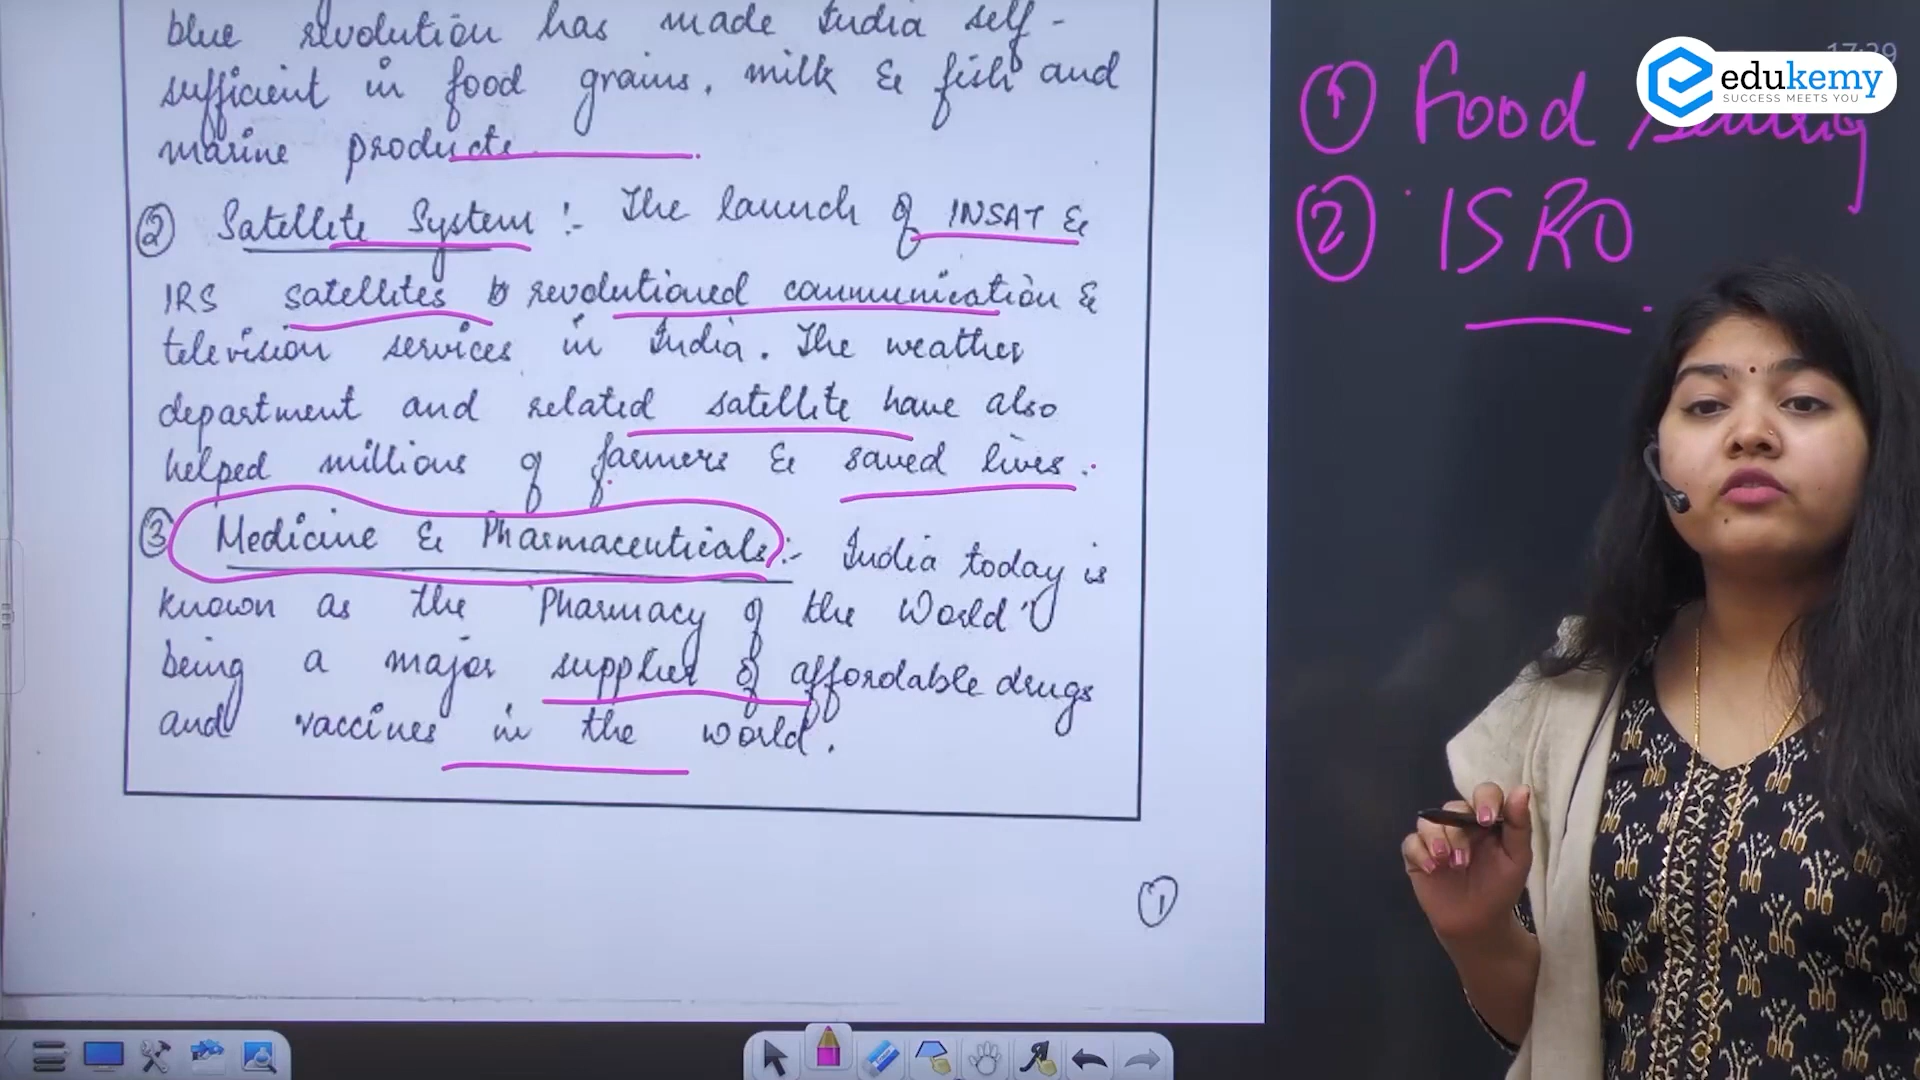 blue revolution has made India self-
sufficient in food grains, milk & fish and
marine products
② Satellite System :- The launch of INSAT &
IRS satellites revolutioned communication &
television services in India. The weather
department and related satellite have also
helped millions of farmers & saved lives.
③ Medicine & Pharmaceuticals :- India today is
known as the 'Pharmacy of the World'
being a major supplier of affordable drugs
and vaccines in the world.
①
① Food Security
② ISRO
17:39
edukemy
SUCCESS MEETS YOU